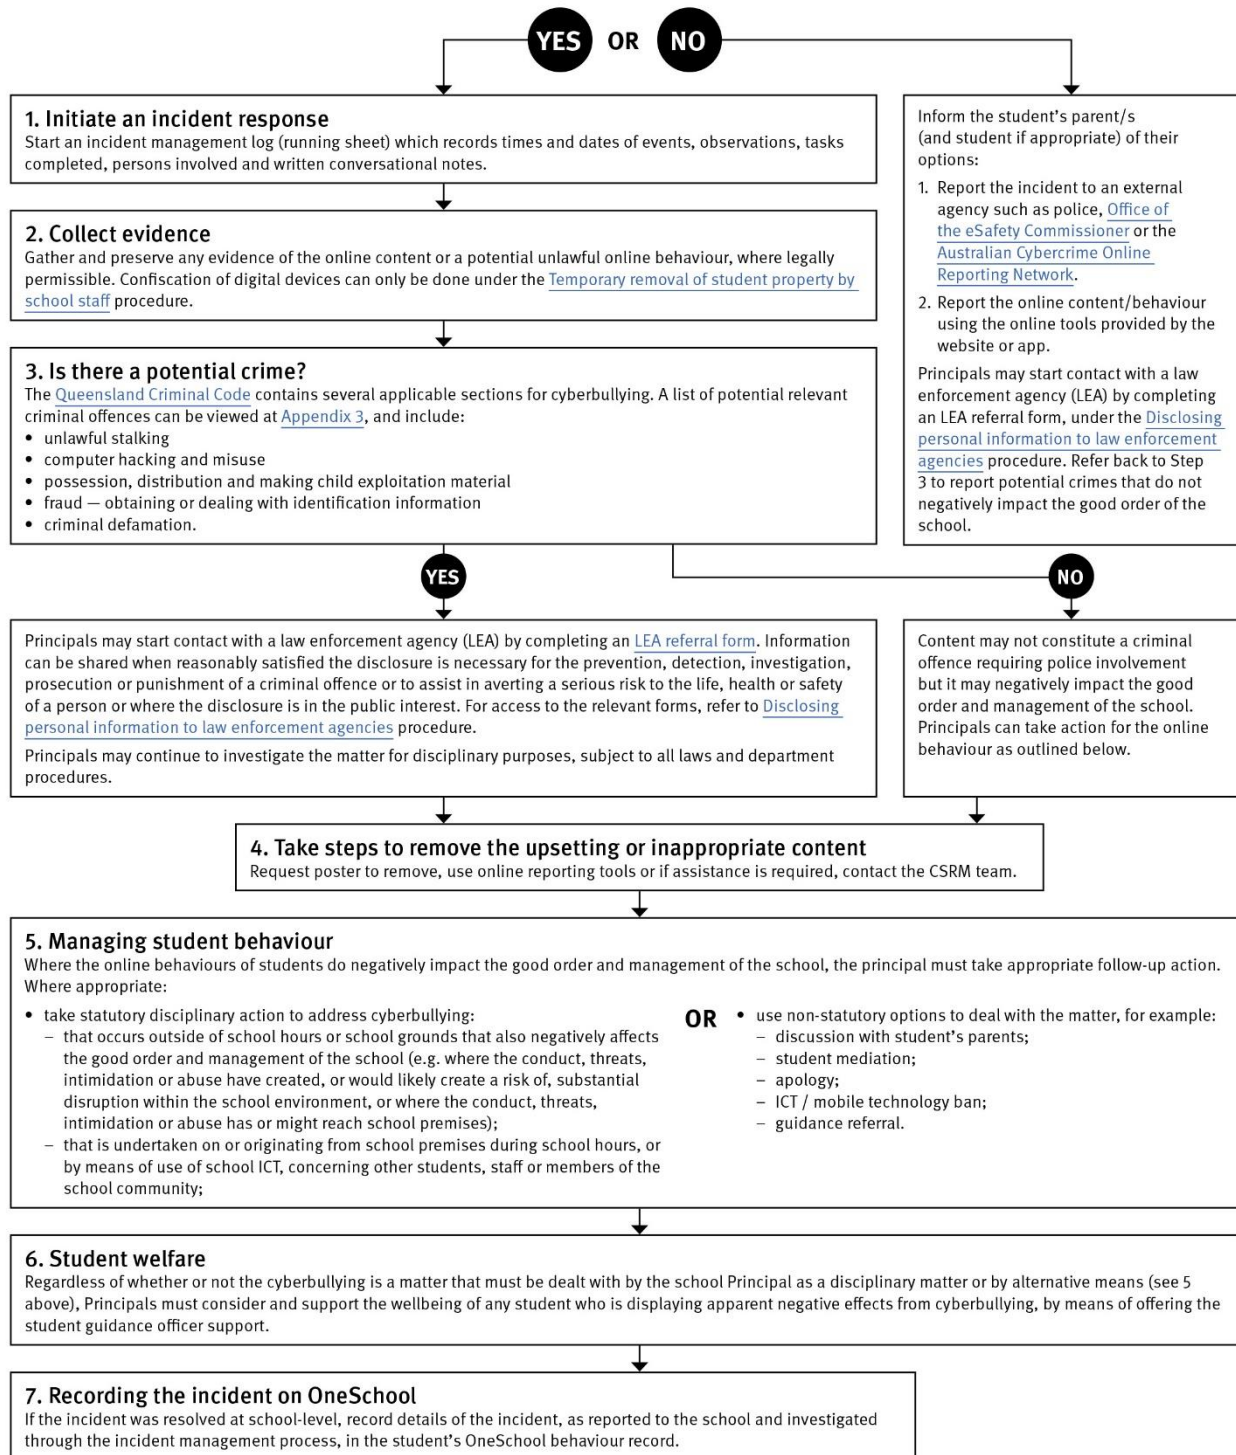 YES OR NO
1. Initiate an incident response
Start an incident management log (running sheet) which records times and dates of events, observations, tasks
completed, persons involved and written conversational notes.
2. Collect evidence
Gather and preserve any evidence of the online content or a potential unlawful online behaviour, where legally
permissible. Confiscation of digital devices can only be done under the Temporary removal of student property by
school staff procedure.
3. Is there a potential crime?
The Queensland Criminal Code contains several applicable sections for cyberbullying. A list of potential relevant
criminal offences can be viewed at Appendix 3, and include:
• unlawful stalking
• computer hacking and misuse
• possession, distribution and making child exploitation material
• fraud — obtaining or dealing with identification information
• criminal defamation.
Inform the student's parent/s
(and student if appropriate) of their
options:
1. Report the incident to an external
agency such as police, Office of
the eSafety Commissioner or the
Australian Cybercrime Online
Reporting Network.
2. Report the online content/behaviour
using the online tools provided by the
website or app.
Principals may start contact with a law
enforcement agency (LEA) by completing
an LEA referral form, under the Disclosing
personal information to law enforcement
agencies procedure. Refer back to Step
3 to report potential crimes that do not
negatively impact the good order of the
school.
YES
NO
Principals may start contact with a law enforcement agency (LEA) by completing an LEA referral form. Information
can be shared when reasonably satisfied the disclosure is necessary for the prevention, detection, investigation,
prosecution or punishment of a criminal offence or to assist in averting a serious risk to the life, health or safety
of a person or where the disclosure is in the public interest. For access to the relevant forms, refer to Disclosing
personal information to law enforcement agencies procedure.
Principals may continue to investigate the matter for disciplinary purposes, subject to all laws and department
procedures.
Content may not constitute a criminal
offence requiring police involvement
but it may negatively impact the good
order and management of the school.
Principals can take action for the online
behaviour as outlined below.
4. Take steps to remove the upsetting or inappropriate content
Request poster to remove, use online reporting tools or if assistance is required, contact the CSRM team.
5. Managing student behaviour
Where the online behaviours of students do negatively impact the good order and management of the school, the principal must take appropriate follow-up action.
Where appropriate:
• take statutory disciplinary action to address cyberbullying:
– that occurs outside of school hours or school grounds that also negatively affects
the good order and management of the school (e.g. where the conduct, threats,
intimidation or abuse have created, or would likely create a risk of, substantial
disruption within the school environment, or where the conduct, threats,
intimidation or abuse has or might reach school premises);
– that is undertaken on or originating from school premises during school hours, or
by means of use of school ICT, concerning other students, staff or members of the
school community;
OR
• use non-statutory options to deal with the matter, for example:
– discussion with student's parents;
– student mediation;
– apology;
– ICT / mobile technology ban;
– guidance referral.
6. Student welfare
Regardless of whether or not the cyberbullying is a matter that must be dealt with by the school Principal as a disciplinary matter or by alternative means (see 5
above), Principals must consider and support the wellbeing of any student who is displaying apparent negative effects from cyberbullying, by means of offering the
student guidance officer support.
7. Recording the incident on OneSchool
If the incident was resolved at school-level, record details of the incident, as reported to the school and investigated
through the incident management process, in the student's OneSchool behaviour record.